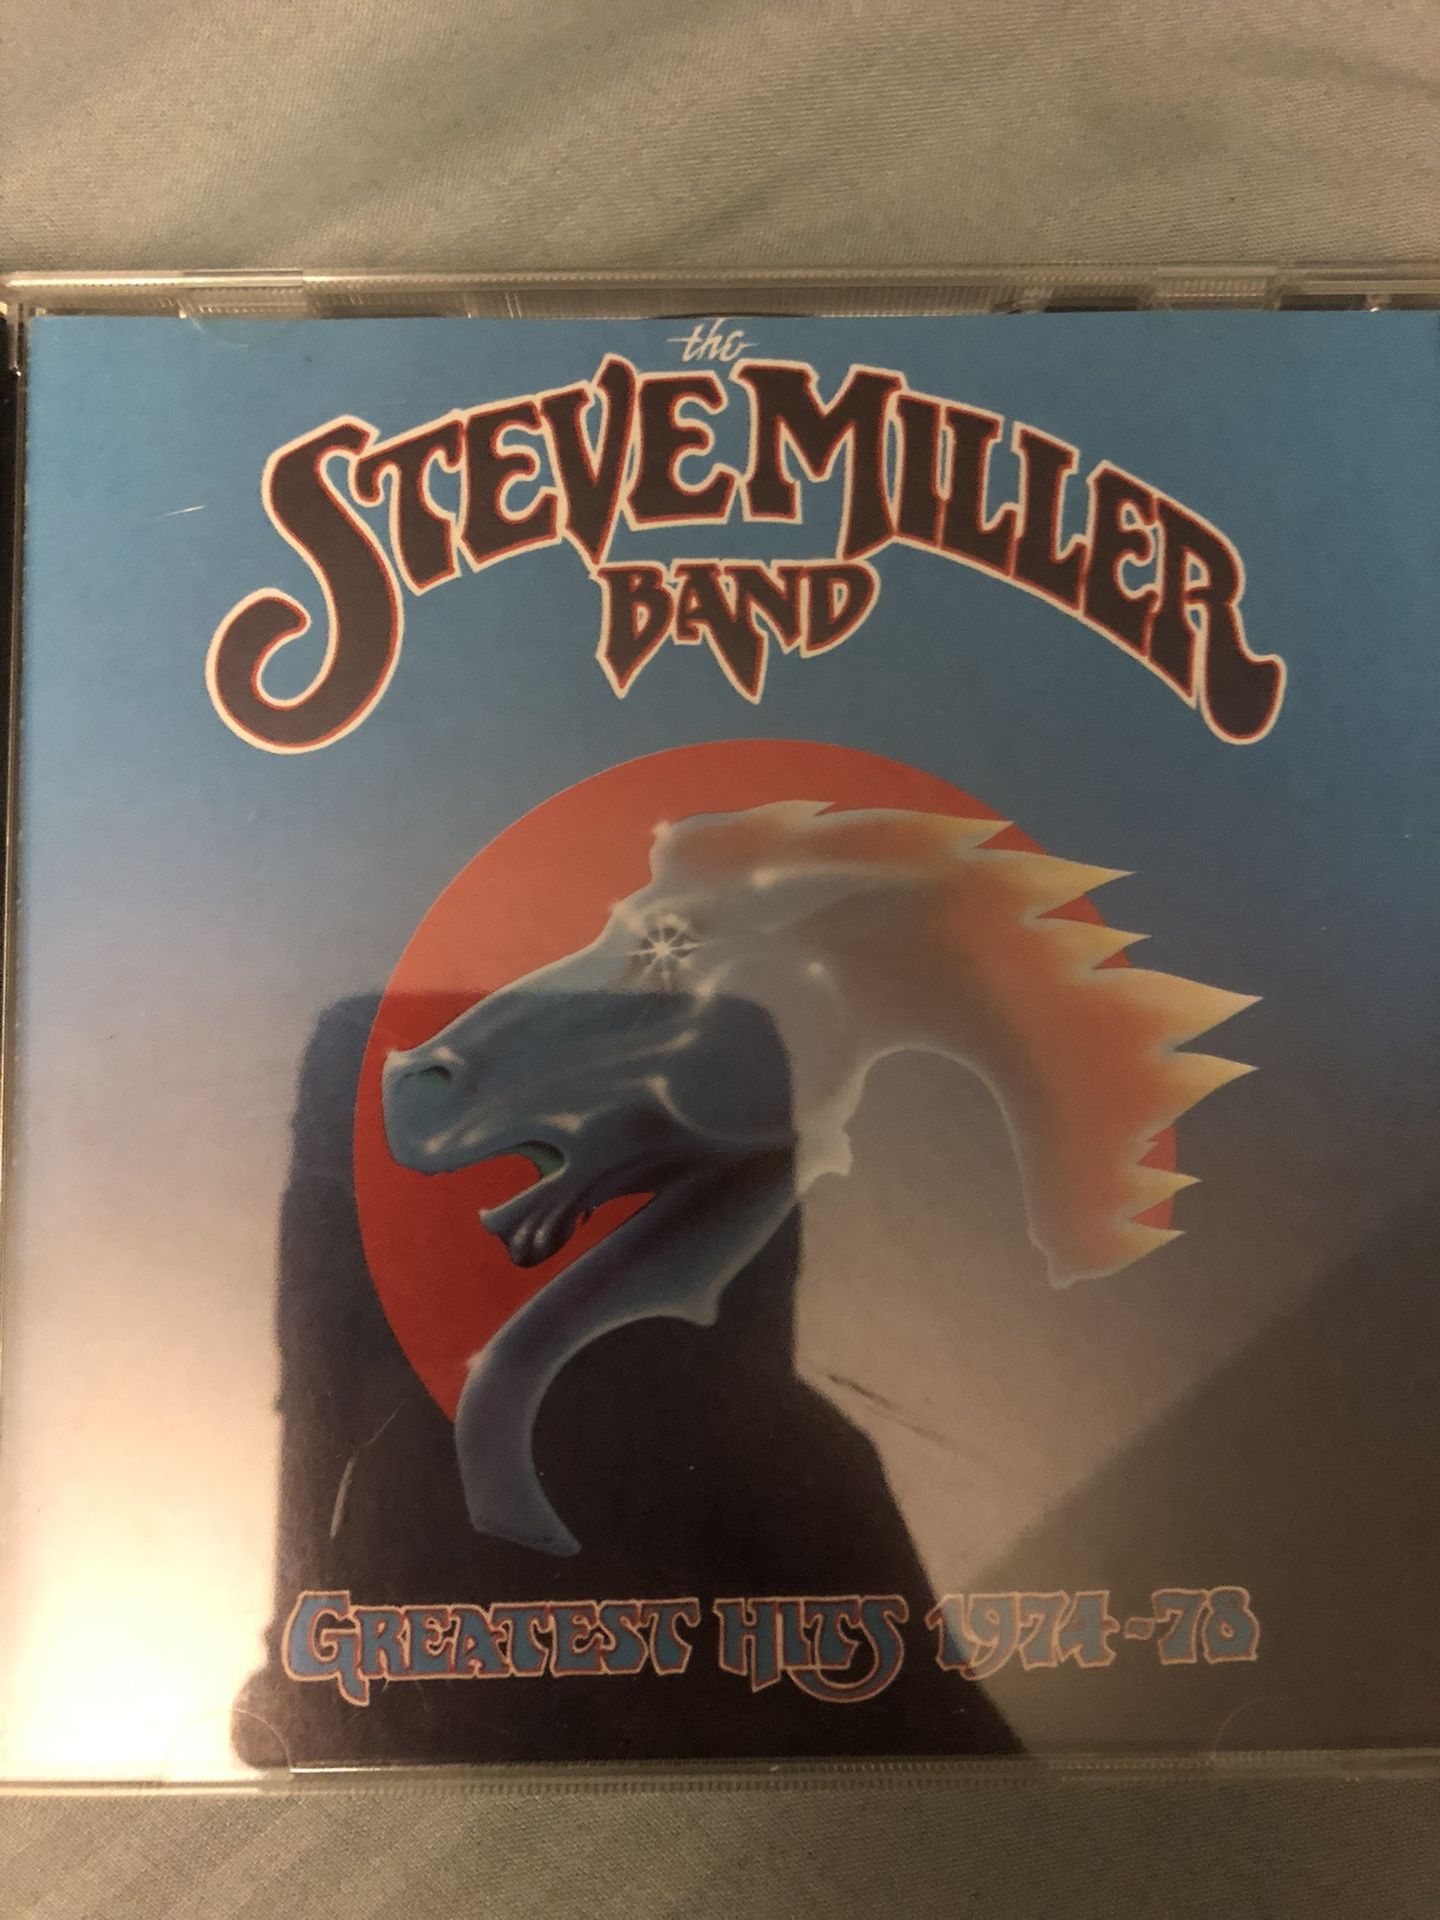 the
STEVE MILLER
BAND
GREATEST HITS 1974-78